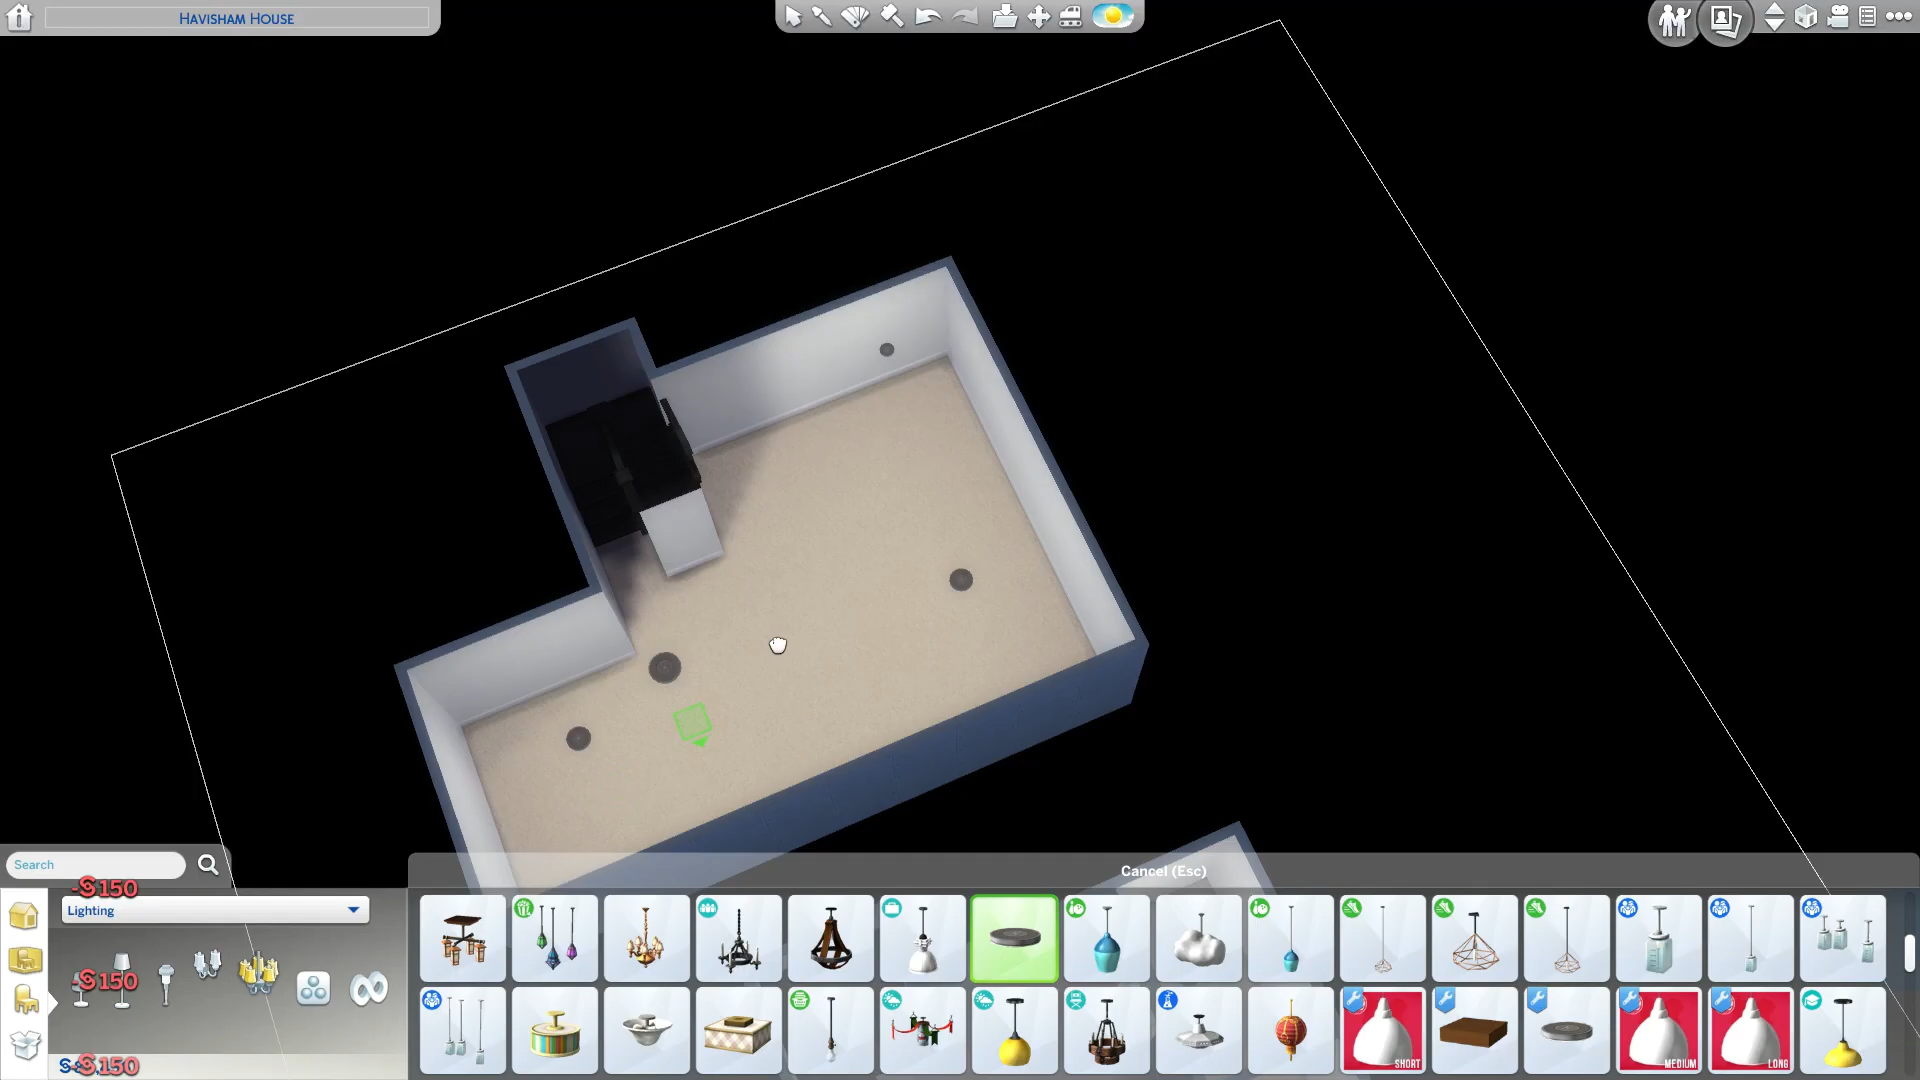 Havisham House
Search
-§150
Lighting
-§150
-§150
Cancel (Esc)
SHORT
MEDIUM
LONG